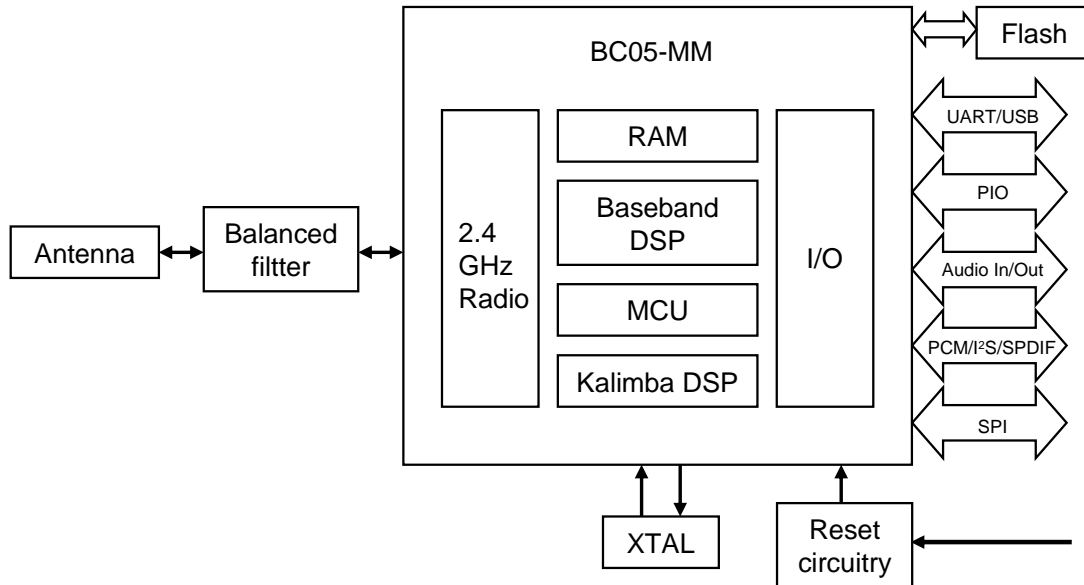 BC05-MM
Flash
RAM
UART/USB
Baseband
DSP
PIO
2.4
GHz
Radio
I/O
Antenna
Balanced
filtter
Audio In/Out
MCU
PCM/I²S/SPDIF
Kalimba DSP
SPI
XTAL
Reset
circuitry